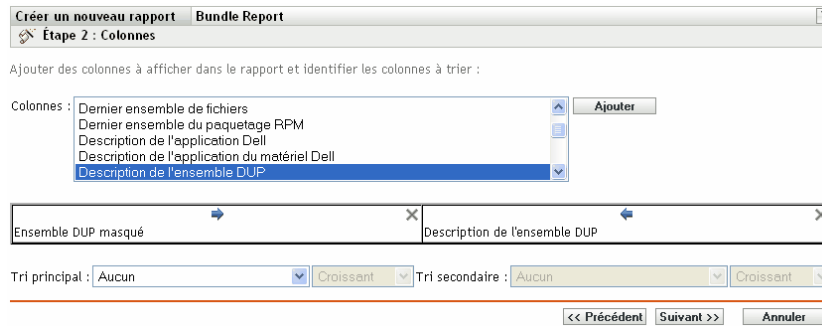 Créer un nouveau rapport Bundle Report
Étape 2 : Colonnes
Ajouter des colonnes à afficher dans le rapport et identifier les colonnes à trier :
Colonnes : Dernier ensemble de fichiers Ajouter
Dernier ensemble du paquetage RPM
Description de l'application Dell
Description de l'application du matériel Dell
Description de l'ensemble DUP
Ensemble DUP masqué Description de l'ensemble DUP
Tri principal : Aucun Croissant Tri secondaire : Aucun Croissant
<< Précédent Suivant >> Annuler